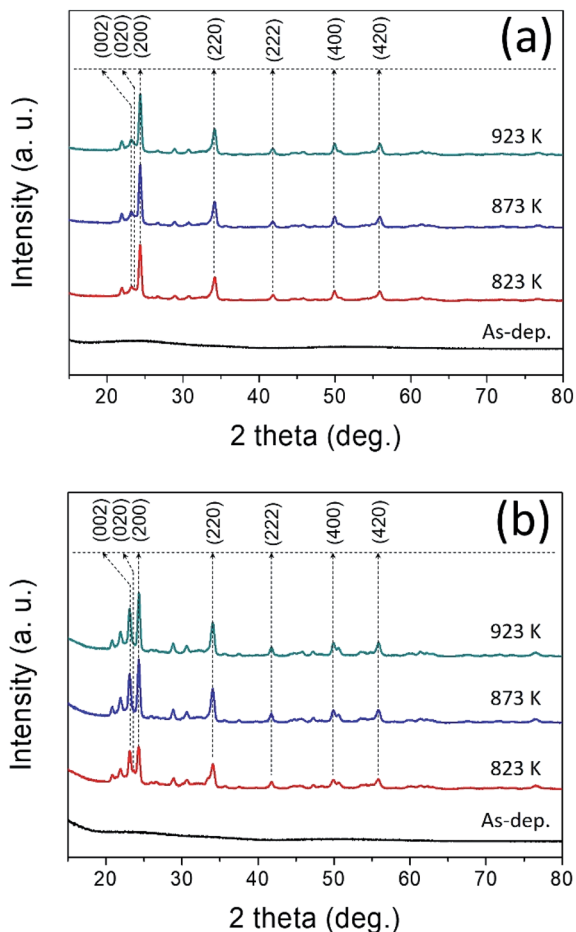 (002)
(020)
(200)
(220)
(222)
(400)
(420)
(a)
923 K
873 K
823 K
As-dep.
Intensity (a. u.)
20 30 40 50 60 70 80
2 theta (deg.)
(002)
(020)
(200)
(220)
(222)
(400)
(420)
(b)
923 K
873 K
823 K
As-dep.
Intensity (a. u.)
20 30 40 50 60 70 80
2 theta (deg.)